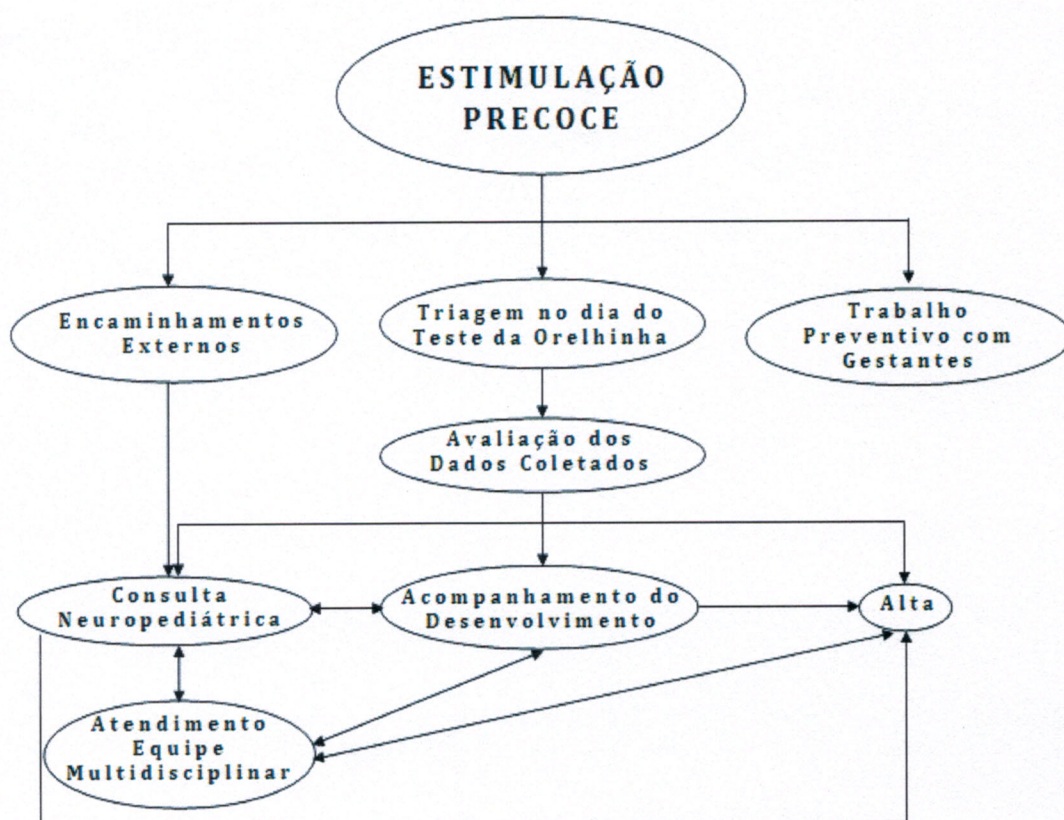 ESTIMULAÇÃO
PRECOCE
Encaminhamentos
Externos
Triagem no dia do
Teste da Orelhinha
Trabalho
Preventivo com
Gestantes
Avaliação dos
Dados Coletados
Consulta
Neuropediátrica
Acompanhamento do
Desenvolvimento
Alta
Atendimento
Equipe
Multidisciplinar